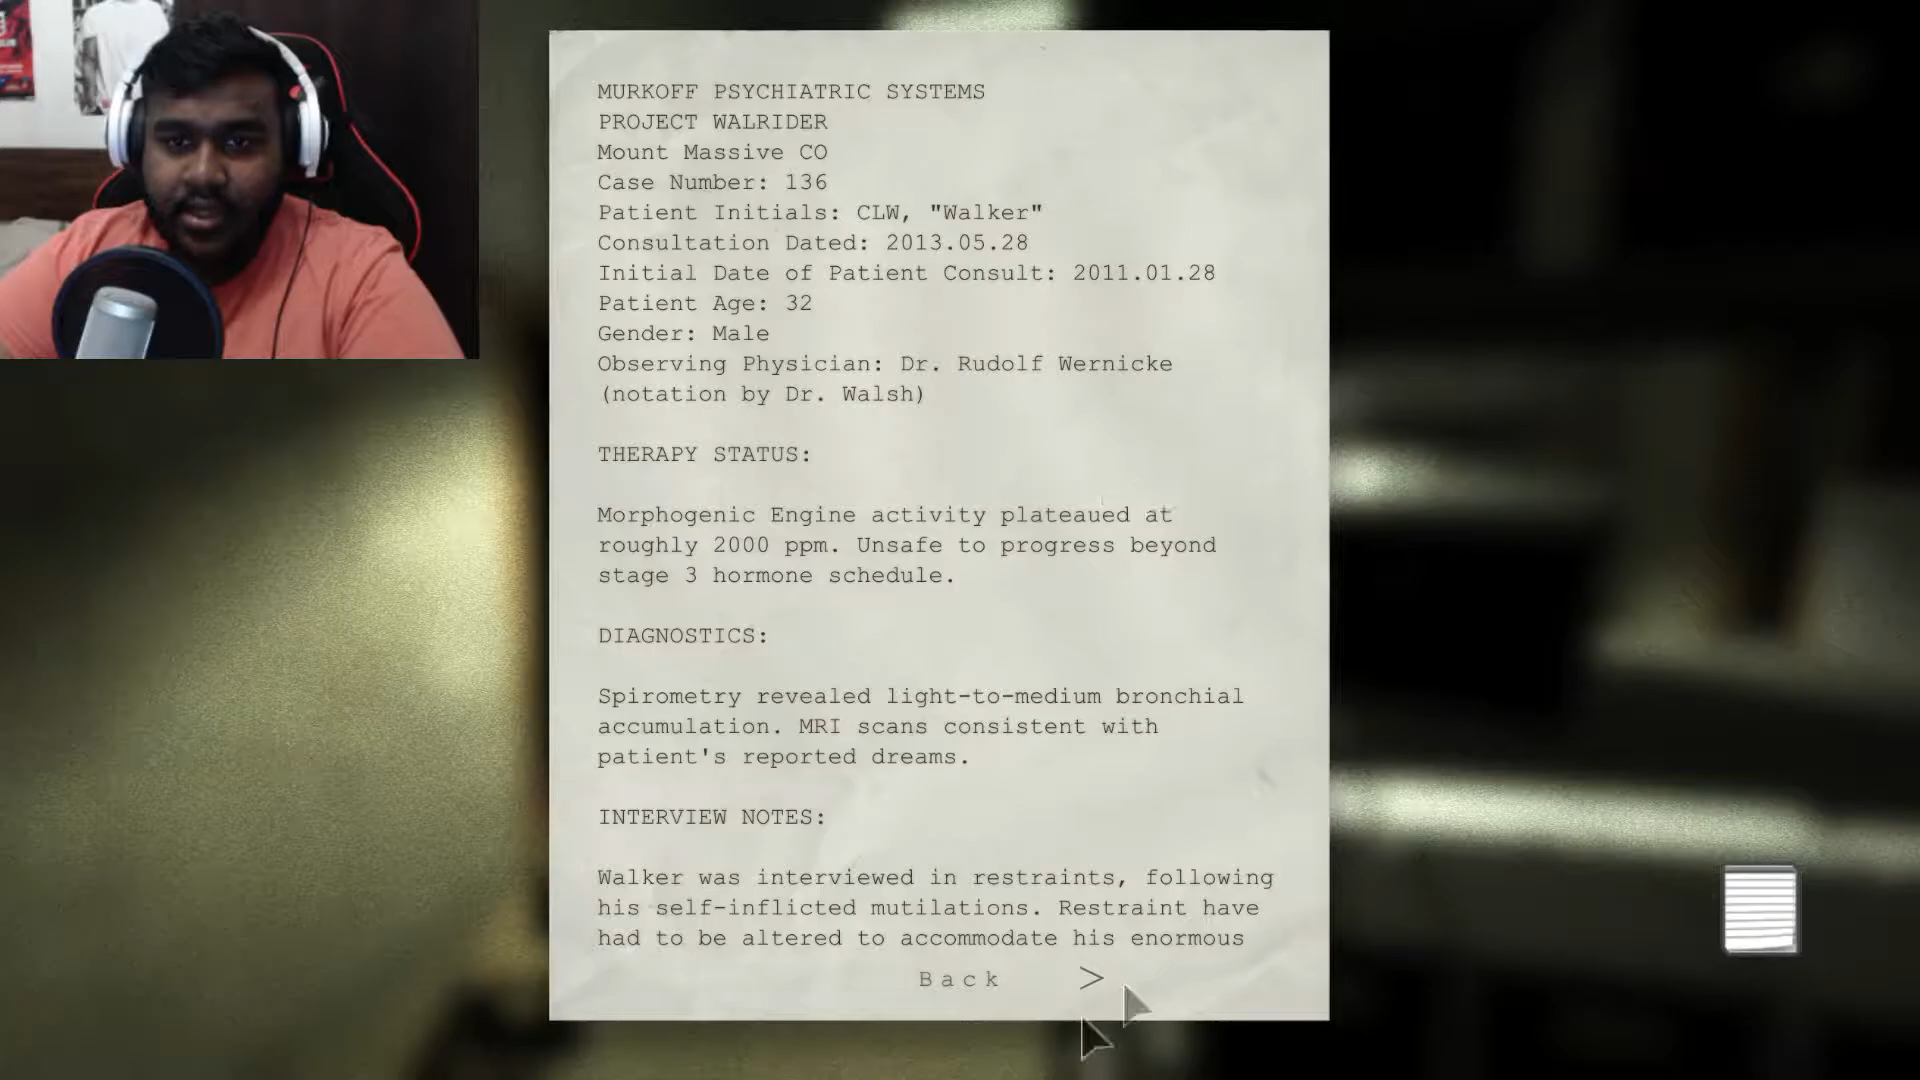 MURKOFF PSYCHIATRIC SYSTEMS
PROJECT WALRIDER
Mount Massive CO
Case Number: 136
Patient Initials: CLW, "Walker"
Consultation Dated: 2013.05.28
Initial Date of Patient Consult: 2011.01.28
Patient Age: 32
Gender: Male
Observing Physician: Dr. Rudolf Wernicke
(notation by Dr. Walsh)
THERAPY STATUS:
Morphogenic Engine activity plateaued at
roughly 2000 ppm. Unsafe to progress beyond
stage 3 hormone schedule.
DIAGNOSTICS:
Spirometry revealed light-to-medium bronchial
accumulation. MRI scans consistent with
patient's reported dreams.
INTERVIEW NOTES:
Walker was interviewed in restraints, following
his self-inflicted mutilations. Restraint have
had to be altered to accommodate his enormous
Back >